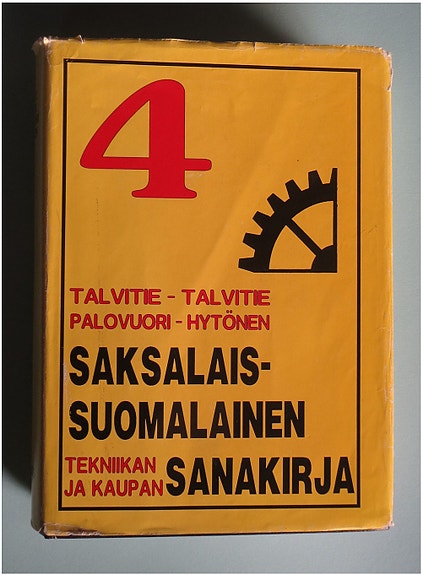 4
TALVITIE - TALVITIE
PALOVUORI - HYTÖNEN
SAKSALAIS-
SUOMALAINEN
TEKNIIKAN
JA KAUPAN SANAKIRJA